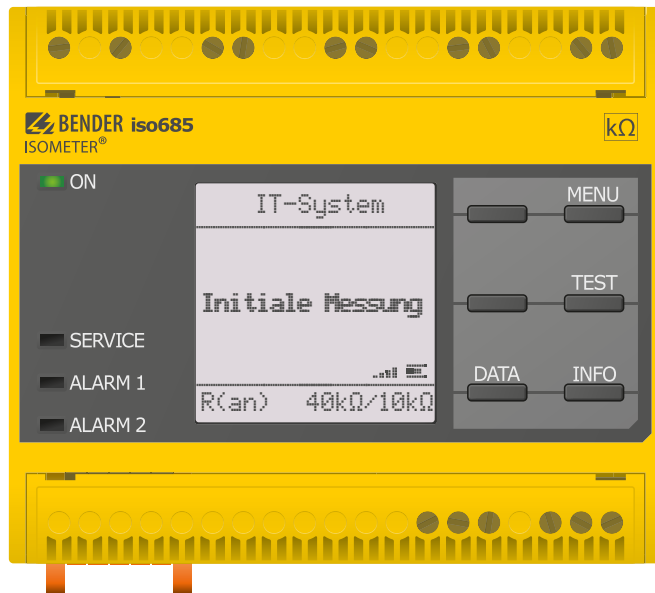 BENDER iso685
ISOMETER®
kΩ
ON
IT-System
MENU
Initiale Messung
TEST
SERVICE
ALARM 1
DATA
INFO
R(an) 40kΩ/10kΩ
ALARM 2